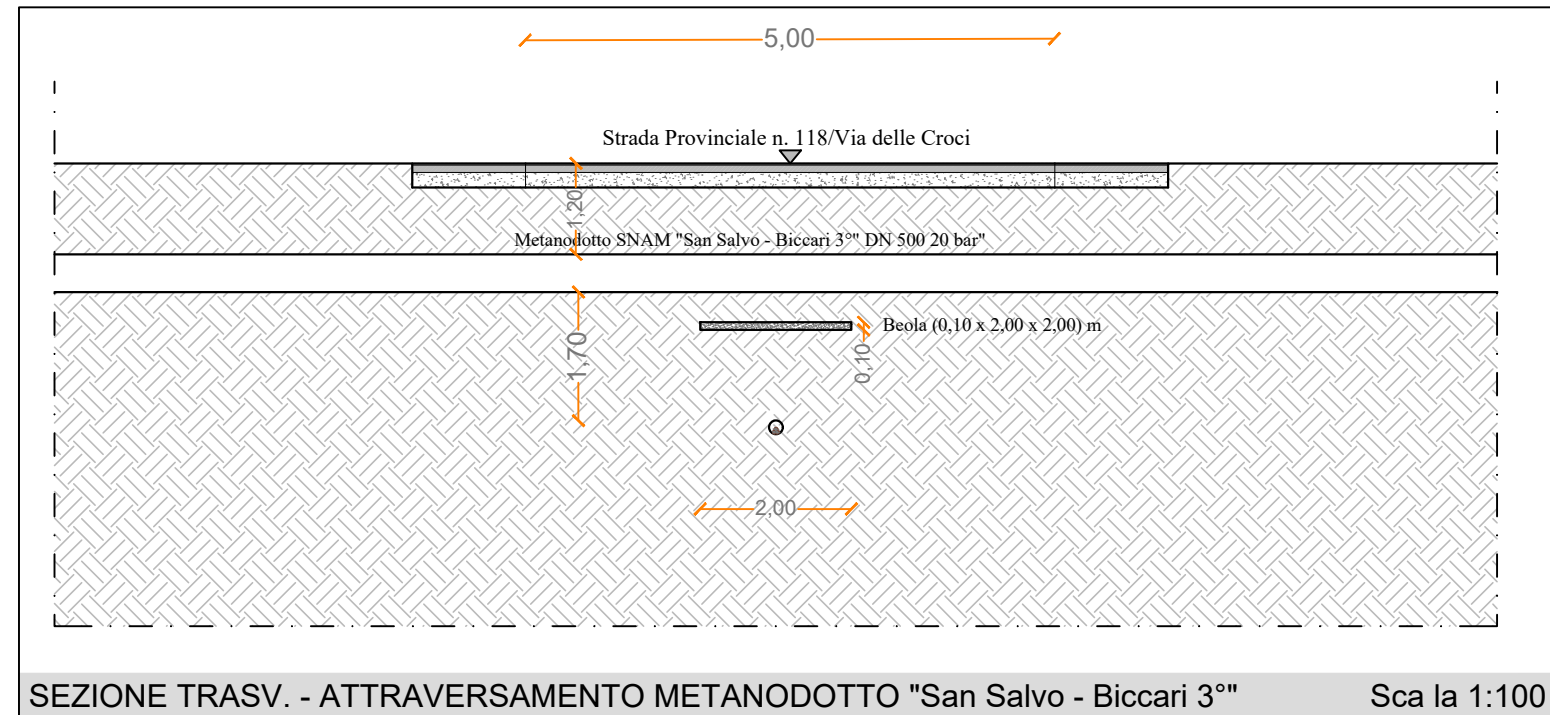 5,00
Strada Provinciale n. 118/Via delle Croci
1,20
Metanodotto SNAM "San Salvo - Biccari 3°" DN 500 20 bar"
1,70
Beola (0,10 x 2,00 x 2,00) m
0,10
2,00
SEZIONE TRASV. - ATTRAVERSAMENTO METANODOTTO "San Salvo - Biccari 3°" Sca la 1:100